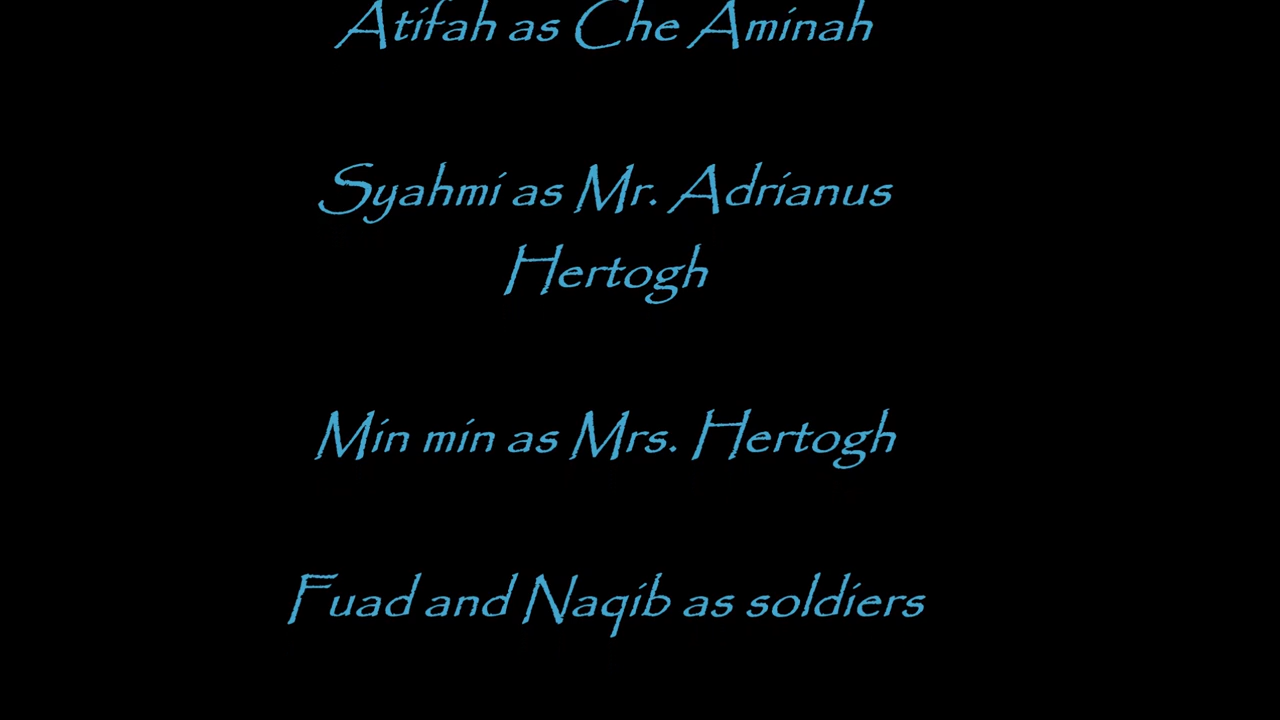 Atifah as Che Aminah
Syahmi as Mr. Adrianus
Hertogh
Min min as Mrs. Hertogh
Fuad and Naqib as soldiers